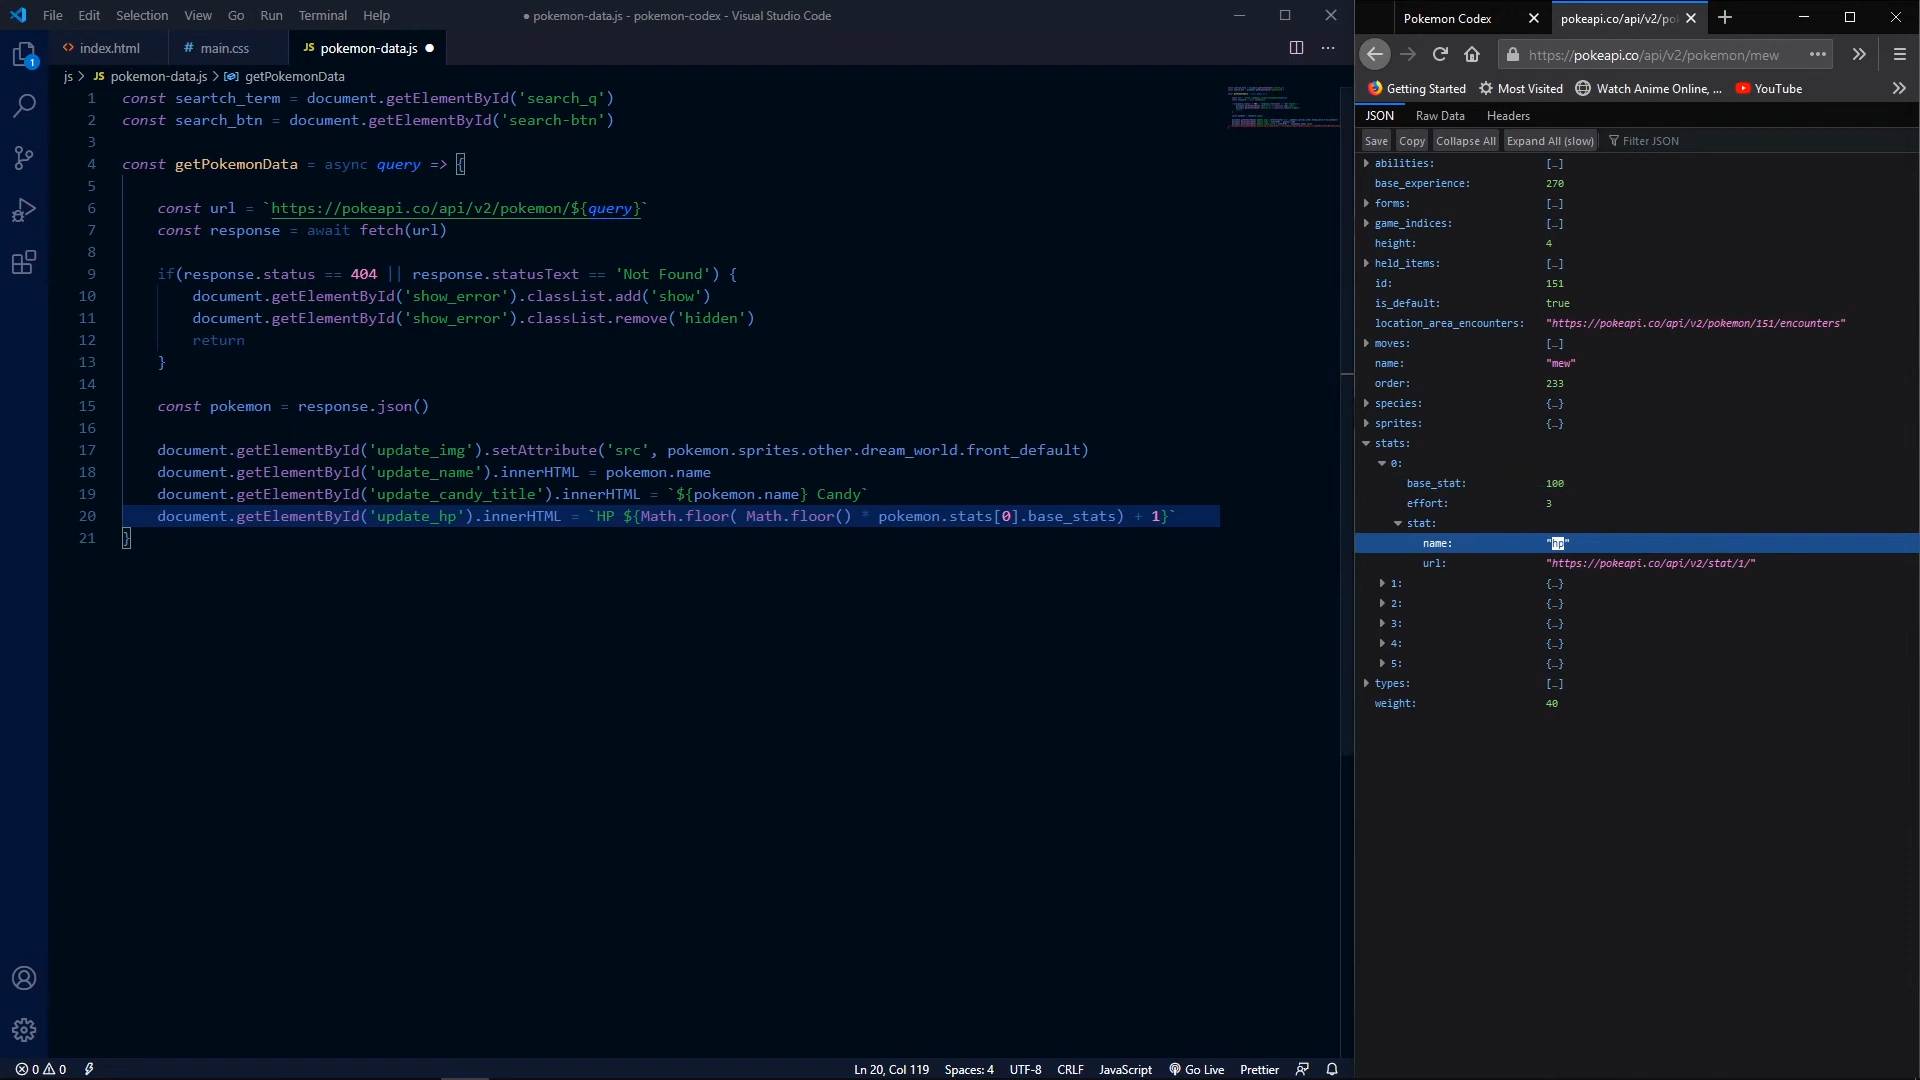 File Edit Selection View Go Run Terminal Help
● pokemon-data.js - pokemon-codex - Visual Studio Code
index.html
# main.css
JS pokemon-data.js ●
js > JS pokemon-data.js > getPokemonData
1 const seartch_term = document.getElementById('search_q')
2 const search_btn = document.getElementById('search-btn')
3
4 const getPokemonData = async query => {
5
6 const url = `https://pokeapi.co/api/v2/pokemon/${query}`
7 const response = await fetch(url)
8
9 if(response.status == 404 || response.statusText == 'Not Found') {
10 document.getElementById('show_error').classList.add('show')
11 document.getElementById('show_error').classList.remove('hidden')
12 return
13 }
14
15 const pokemon = response.json()
16
17 document.getElementById('update_img').setAttribute('src', pokemon.sprites.other.dream_world.front_default)
18 document.getElementById('update_name').innerHTML = pokemon.name
19 document.getElementById('update_candy_title').innerHTML = `${pokemon.name} Candy`
20 document.getElementById('update_hp').innerHTML = `HP ${Math.floor( Math.floor() * pokemon.stats[0].base_stats) + 1}`
21 }
1
0 0
Ln 20, Col 119 Spaces: 4 UTF-8 CRLF JavaScript Go Live Prettier
Pokemon Codex
pokeapi.co/api/v2/po
https://pokeapi.co/api/v2/pokemon/mew
Getting Started Most Visited Watch Anime Online, ... YouTube
JSON Raw Data Headers
Save Copy Collapse All Expand All (slow) Filter JSON
abilities: […]
base_experience: 270
forms: […]
game_indices: […]
height: 4
held_items: […]
id: 151
is_default: true
location_area_encounters: "https://pokeapi.co/api/v2/pokemon/151/encounters"
moves: […]
name: "mew"
order: 233
species: {…}
sprites: {…}
stats:
0:
base_stat: 100
effort: 3
stat:
name: "hp"
url: "https://pokeapi.co/api/v2/stat/1/"
1: {…}
2: {…}
3: {…}
4: {…}
5: {…}
types: […]
weight: 40